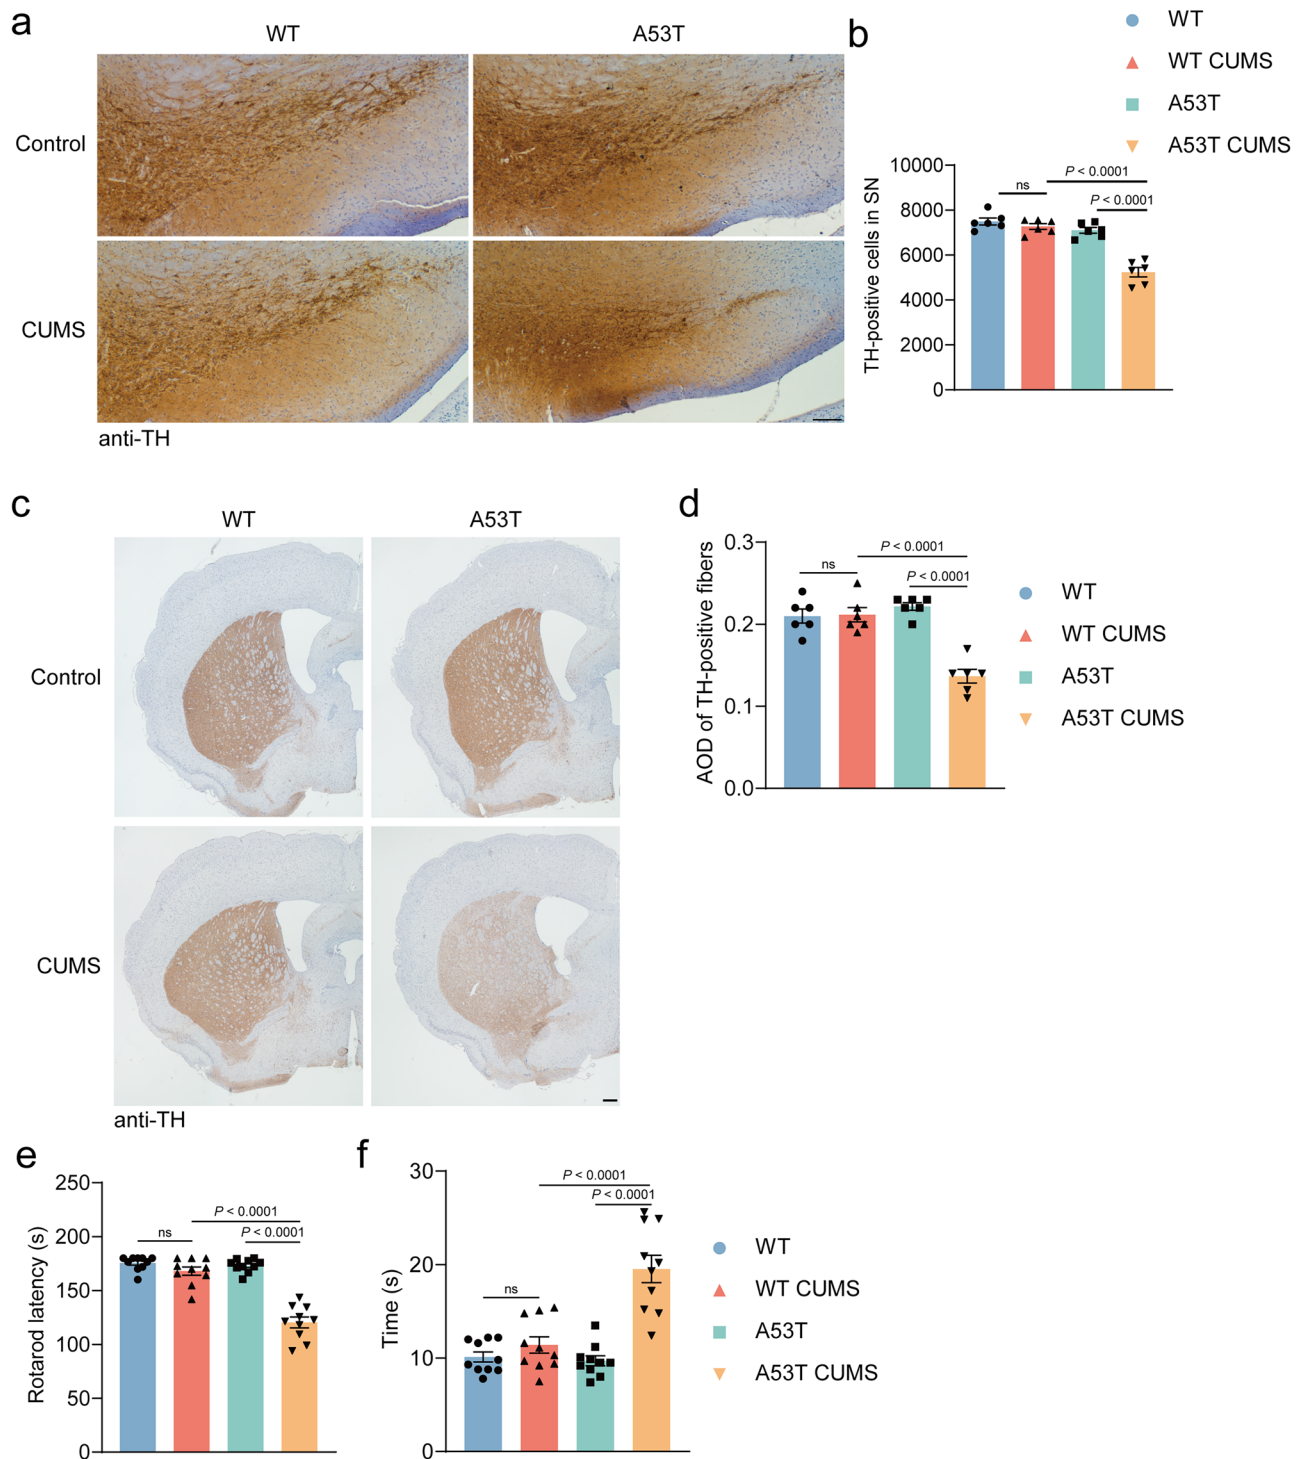 a
WT
A53T
Control
CUMS
anti-TH
b
WT
WT CUMS
A53T
A53T CUMS
TH-positive cells in SN
10000
8000
6000
4000
2000
0
ns
P < 0.0001
P < 0.0001
c
WT
A53T
Control
CUMS
anti-TH
d
AOD of TH-positive fibers
0.3
0.2
0.1
0.0
ns
P < 0.0001
P < 0.0001
WT
WT CUMS
A53T
A53T CUMS
e
Rotarod latency (s)
250
200
150
100
50
0
ns
P < 0.0001
P < 0.0001
f
Time (s)
30
20
10
0
ns
P < 0.0001
P < 0.0001
WT
WT CUMS
A53T
A53T CUMS